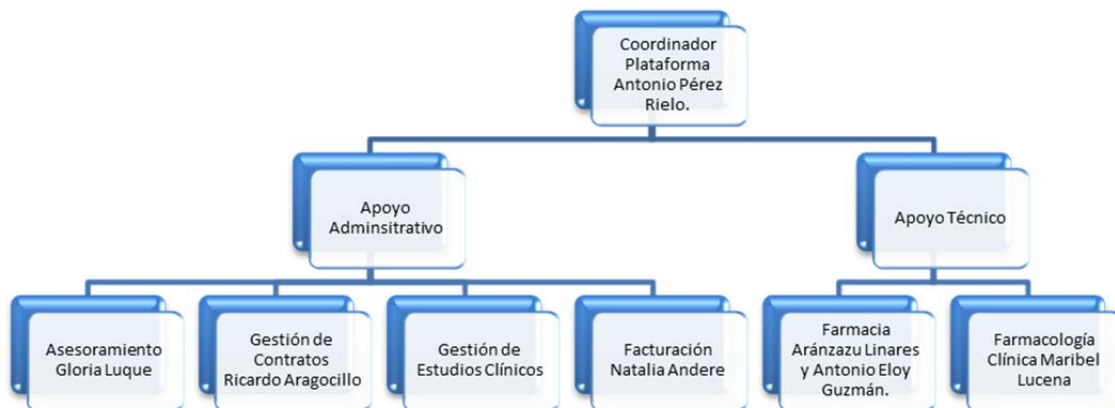 Coordinador
Plataforma
Antonio Pérez
Rielo.
Apoyo
Adminsitrativo
Apoyo Técnico
Asesoramiento
Gloria Luque
Gestión de
Contratos
Ricardo Aragocillo
Gestión de
Estudios Clínicos
Facturación
Natalia Andere
Farmacia
Aránzazu Linares
y Antonio Eloy
Guzmán.
Farmacología
Clínica Maribel
Lucena